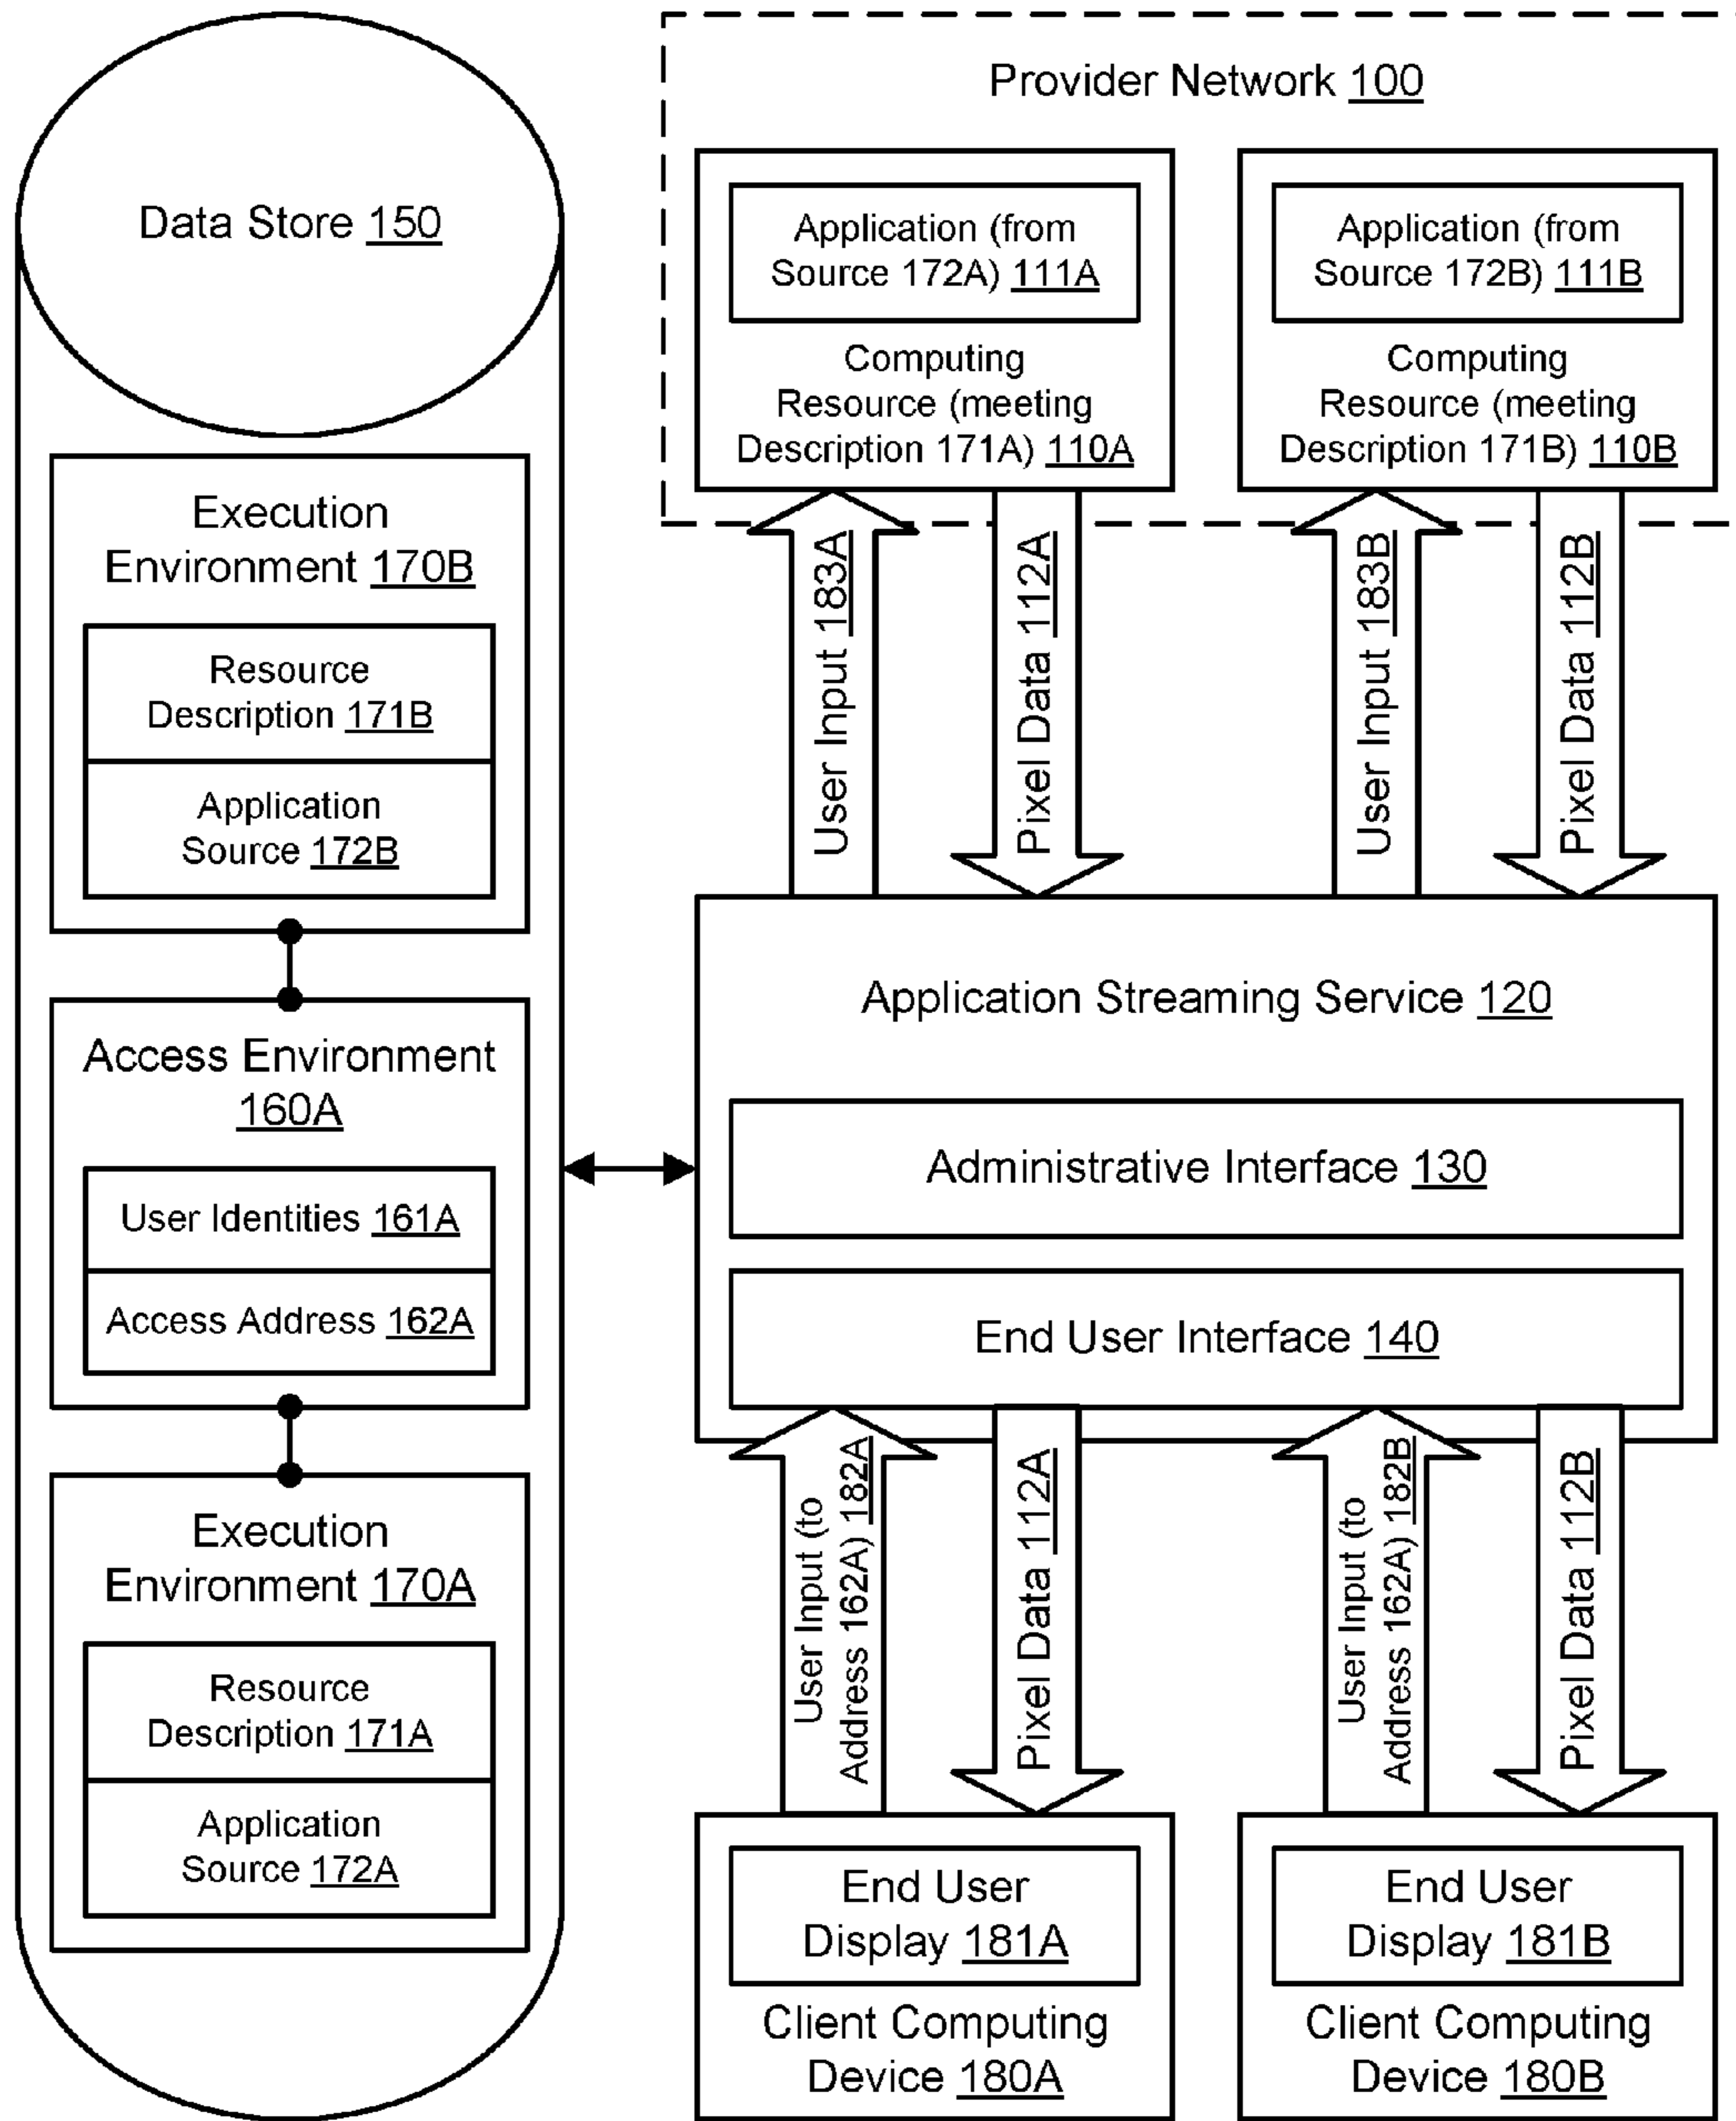 Data Store 150
Execution
Environment 170B
Resource
Description 171B
Application
Source 172B
Access Environment
160A
User Identities 161A
Access Address 162A
Execution
Environment 170A
Resource
Description 171A
Application
Source 172A
Provider Network 100
Application (from
Source 172A) 111A
Computing
Resource (meeting
Description 171A) 110A
Application (from
Source 172B) 111B
Computing
Resource (meeting
Description 171B) 110B
User Input 183A
Pixel Data 112A
User Input 183B
Pixel Data 112B
Application Streaming Service 120
Administrative Interface 130
End User Interface 140
User Input (to
Address 162A) 182A
Pixel Data 112A
User Input (to
Address 162A) 182B
Pixel Data 112B
End User
Display 181A
Client Computing
Device 180A
End User
Display 181B
Client Computing
Device 180B